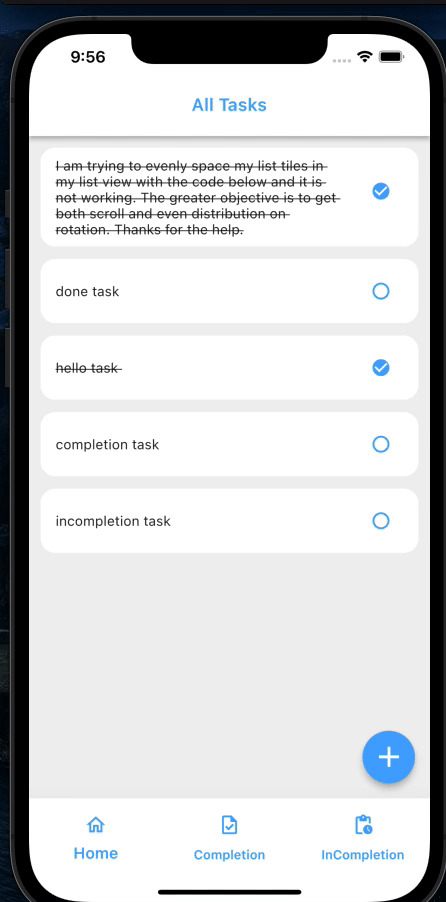 9:56
All Tasks
I am trying to evenly space my list tiles in
my list view with the code below and it is
not working. The greater objective is to get
both scroll and even distribution on
rotation. Thanks for the help.
done task
hello task
completion task
incompletion task
Home
Completion
InCompletion